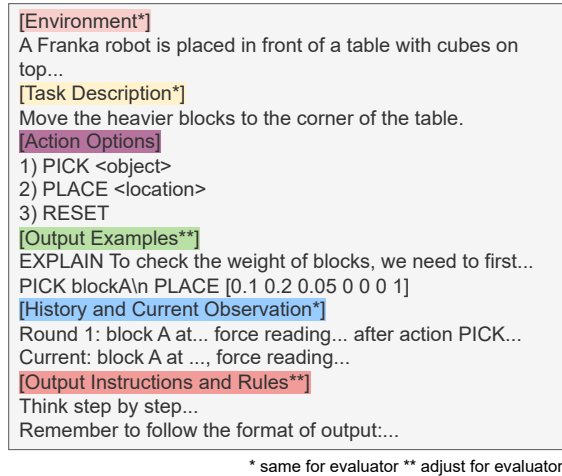 [Environment*]
A Franka robot is placed in front of a table with cubes on
top...
[Task Description*]
Move the heavier blocks to the corner of the table.
[Action Options]
1) PICK <object>
2) PLACE <location>
3) RESET
[Output Examples**]
EXPLAIN To check the weight of blocks, we need to first...
PICK blockA\n PLACE [0.1 0.2 0.05 0 0 0 1]
[History and Current Observation*]
Round 1: block A at... force reading... after action PICK...
Current: block A at ..., force reading...
[Output Instructions and Rules**]
Think step by step...
Remember to follow the format of output:...
* same for evaluator ** adjust for evaluator